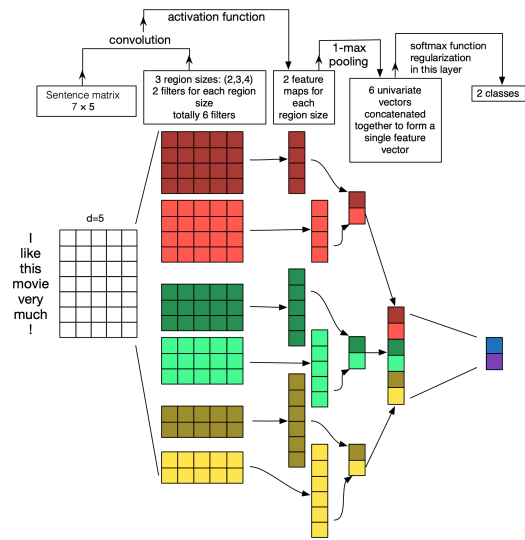 activation function
convolution
1-max
pooling
softmax function
regularization
in this layer
Sentence matrix
7 × 5
3 region sizes: (2,3,4)
2 filters for each region
size
totally 6 filters
2 feature
maps for
each
region size
6 univariate
vectors
concatenated
together to form a
single feature
vector
2 classes
d=5
I
like
this
movie
very
much
!